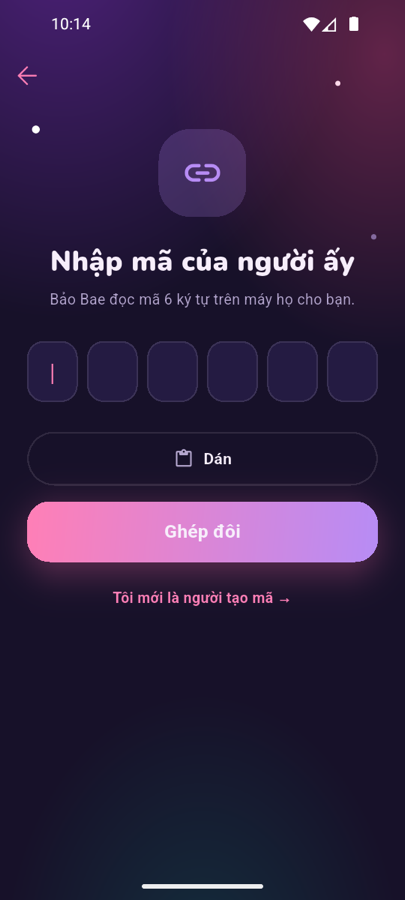 10:14
Nhập mã của người ấy
Bảo Bae đọc mã 6 ký tự trên máy họ cho bạn.
Dán
Ghép đôi
Tôi mới là người tạo mã →